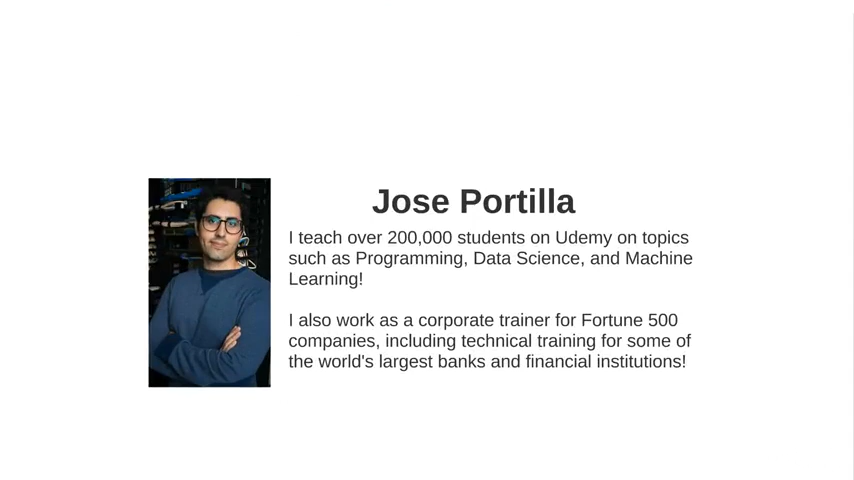 Jose Portilla
I teach over 200,000 students on Udemy on topics
such as Programming, Data Science, and Machine
Learning!
I also work as a corporate trainer for Fortune 500
companies, including technical training for some of
the world's largest banks and financial institutions!